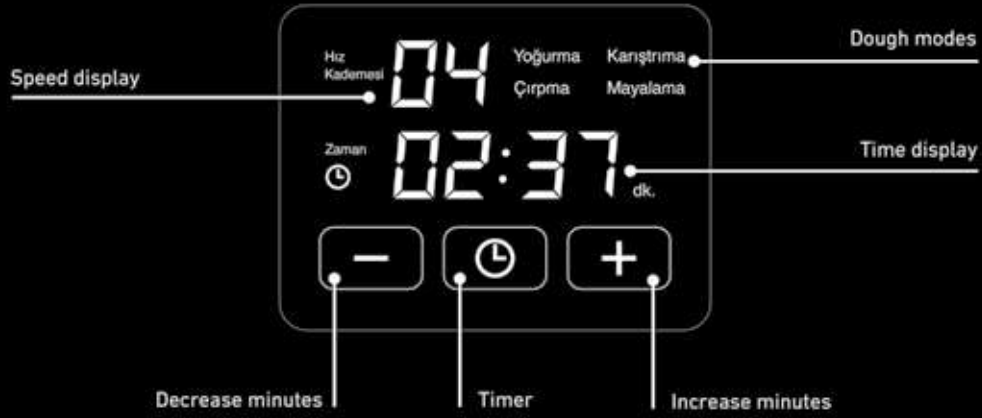 Speed display
Hız
Kademesi
04
Yoğurma Karıştrıma
Çırpma Mayalama
Dough modes
Zaman
02:37
dk.
Time display
Decrease minutes
Timer
Increase minutes